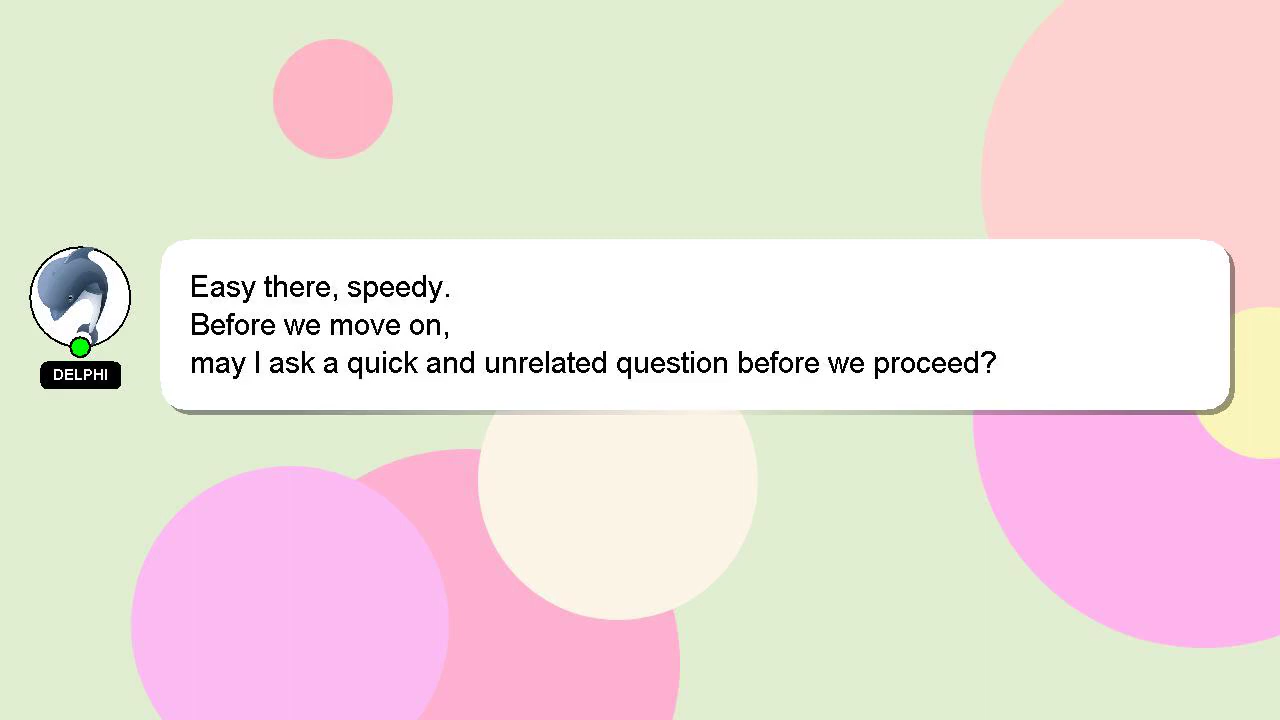 Easy there, speedy.
Before we move on,
may I ask a quick and unrelated question before we proceed?
DELPHI